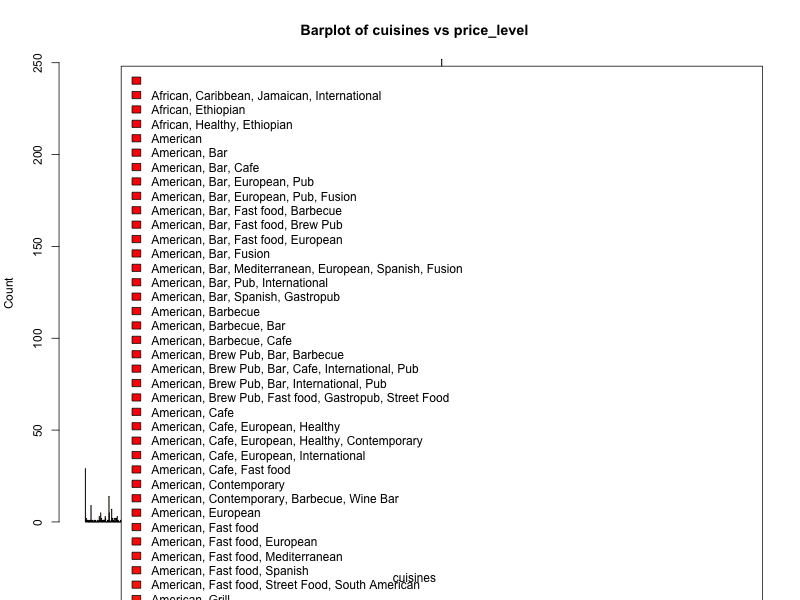 Barplot of cuisines vs price_level
250
200
150
100
50
0
Count
African, Caribbean, Jamaican, International
African, Ethiopian
African, Healthy, Ethiopian
American
American, Bar
American, Bar, Cafe
American, Bar, European, Pub
American, Bar, European, Pub, Fusion
American, Bar, Fast food, Barbecue
American, Bar, Fast food, Brew Pub
American, Bar, Fast food, European
American, Bar, Fusion
American, Bar, Mediterranean, European, Spanish, Fusion
American, Bar, Pub, International
American, Bar, Spanish, Gastropub
American, Barbecue
American, Barbecue, Bar
American, Barbecue, Cafe
American, Brew Pub, Bar, Barbecue
American, Brew Pub, Bar, Cafe, International, Pub
American, Brew Pub, Bar, International, Pub
American, Brew Pub, Fast food, Gastropub, Street Food
American, Cafe
American, Cafe, European, Healthy
American, Cafe, European, Healthy, Contemporary
American, Cafe, European, International
American, Cafe, Fast food
American, Contemporary
American, Contemporary, Barbecue, Wine Bar
American, European
American, Fast food
American, Fast food, European
American, Fast food, Mediterranean
American, Fast food, Spanish
cuisines
American, Fast food, Street Food, South American
American, Grill